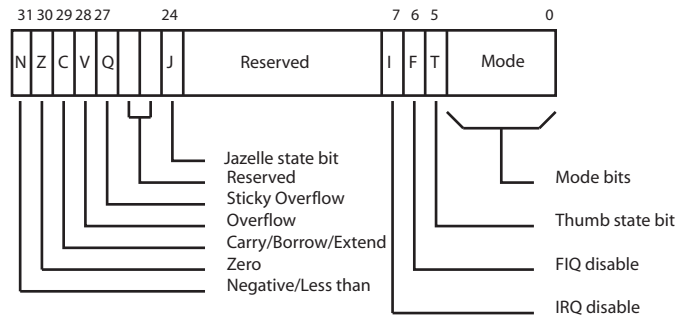 31 30 29 28 27 24 7 6 5 0
N Z C V Q J Reserved I F T Mode
Jazelle state bit
Reserved
Sticky Overflow
Overflow
Carry/Borrow/Extend
Zero
Negative/Less than
Mode bits
Thumb state bit
FIQ disable
IRQ disable